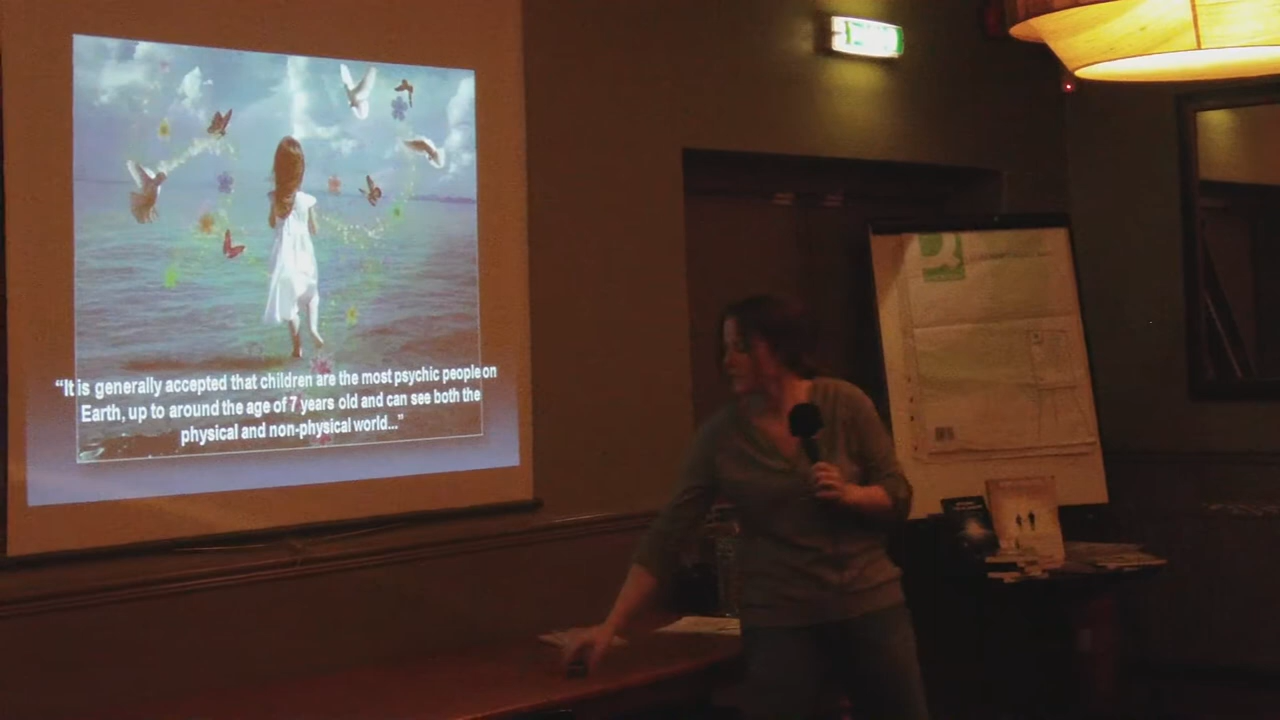 “It is generally accepted that children are the most psychic people on
Earth, up to around the age of 7 years old and can see both the
physical and non-physical world...”